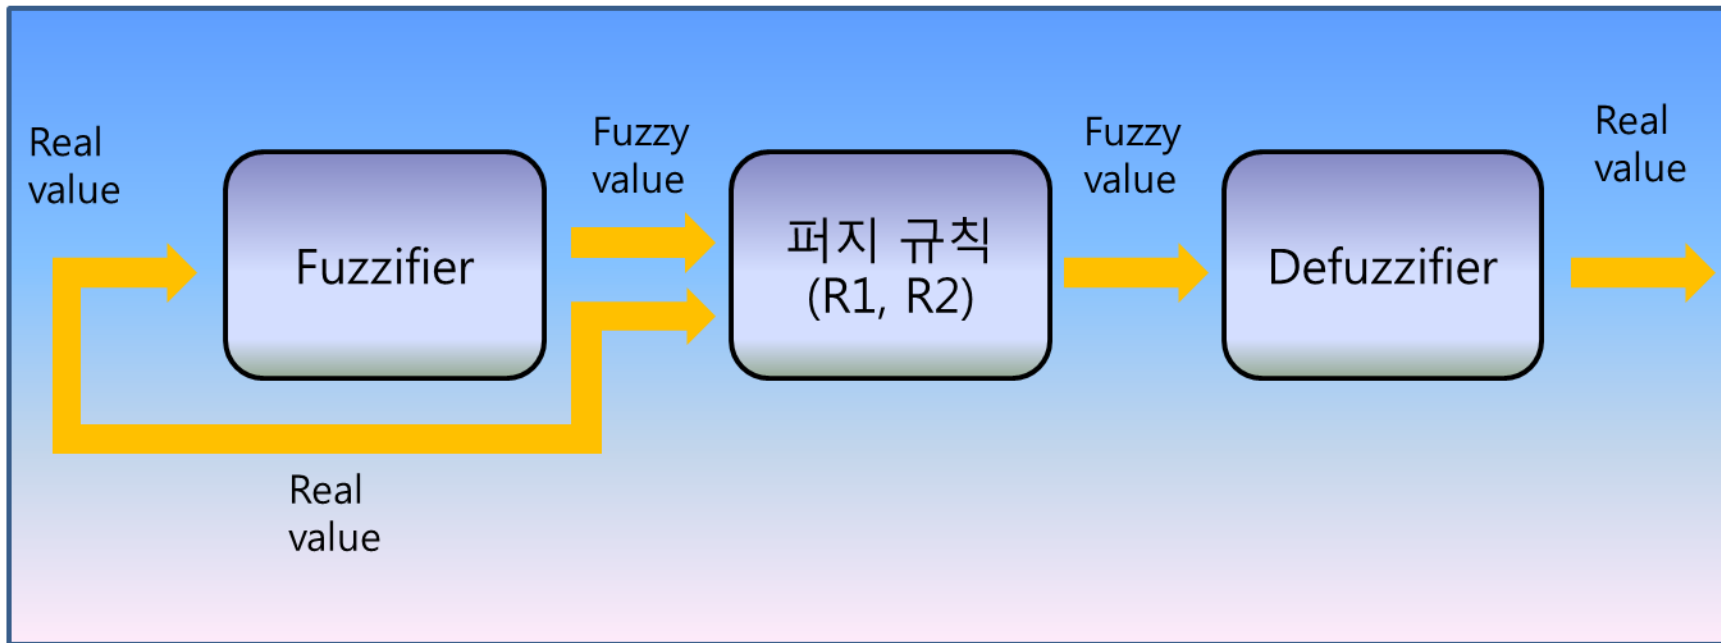 Real
value
Fuzzifier
Fuzzy
value
Real
value
퍼지 규칙
(R1, R2)
Fuzzy
value
Defuzzifier
Real
value